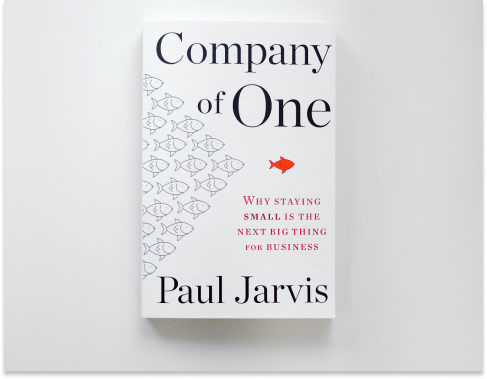 Company
of One
WHY STAYING
SMALL IS THE
NEXT BIG THING
FOR BUSINESS
Paul Jarvis